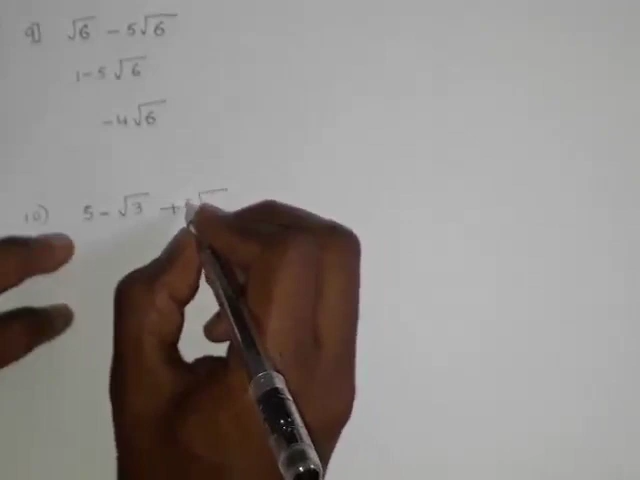 9] √6 - 5√6
1-5 √6
-4√6
10) 5 - √3 +